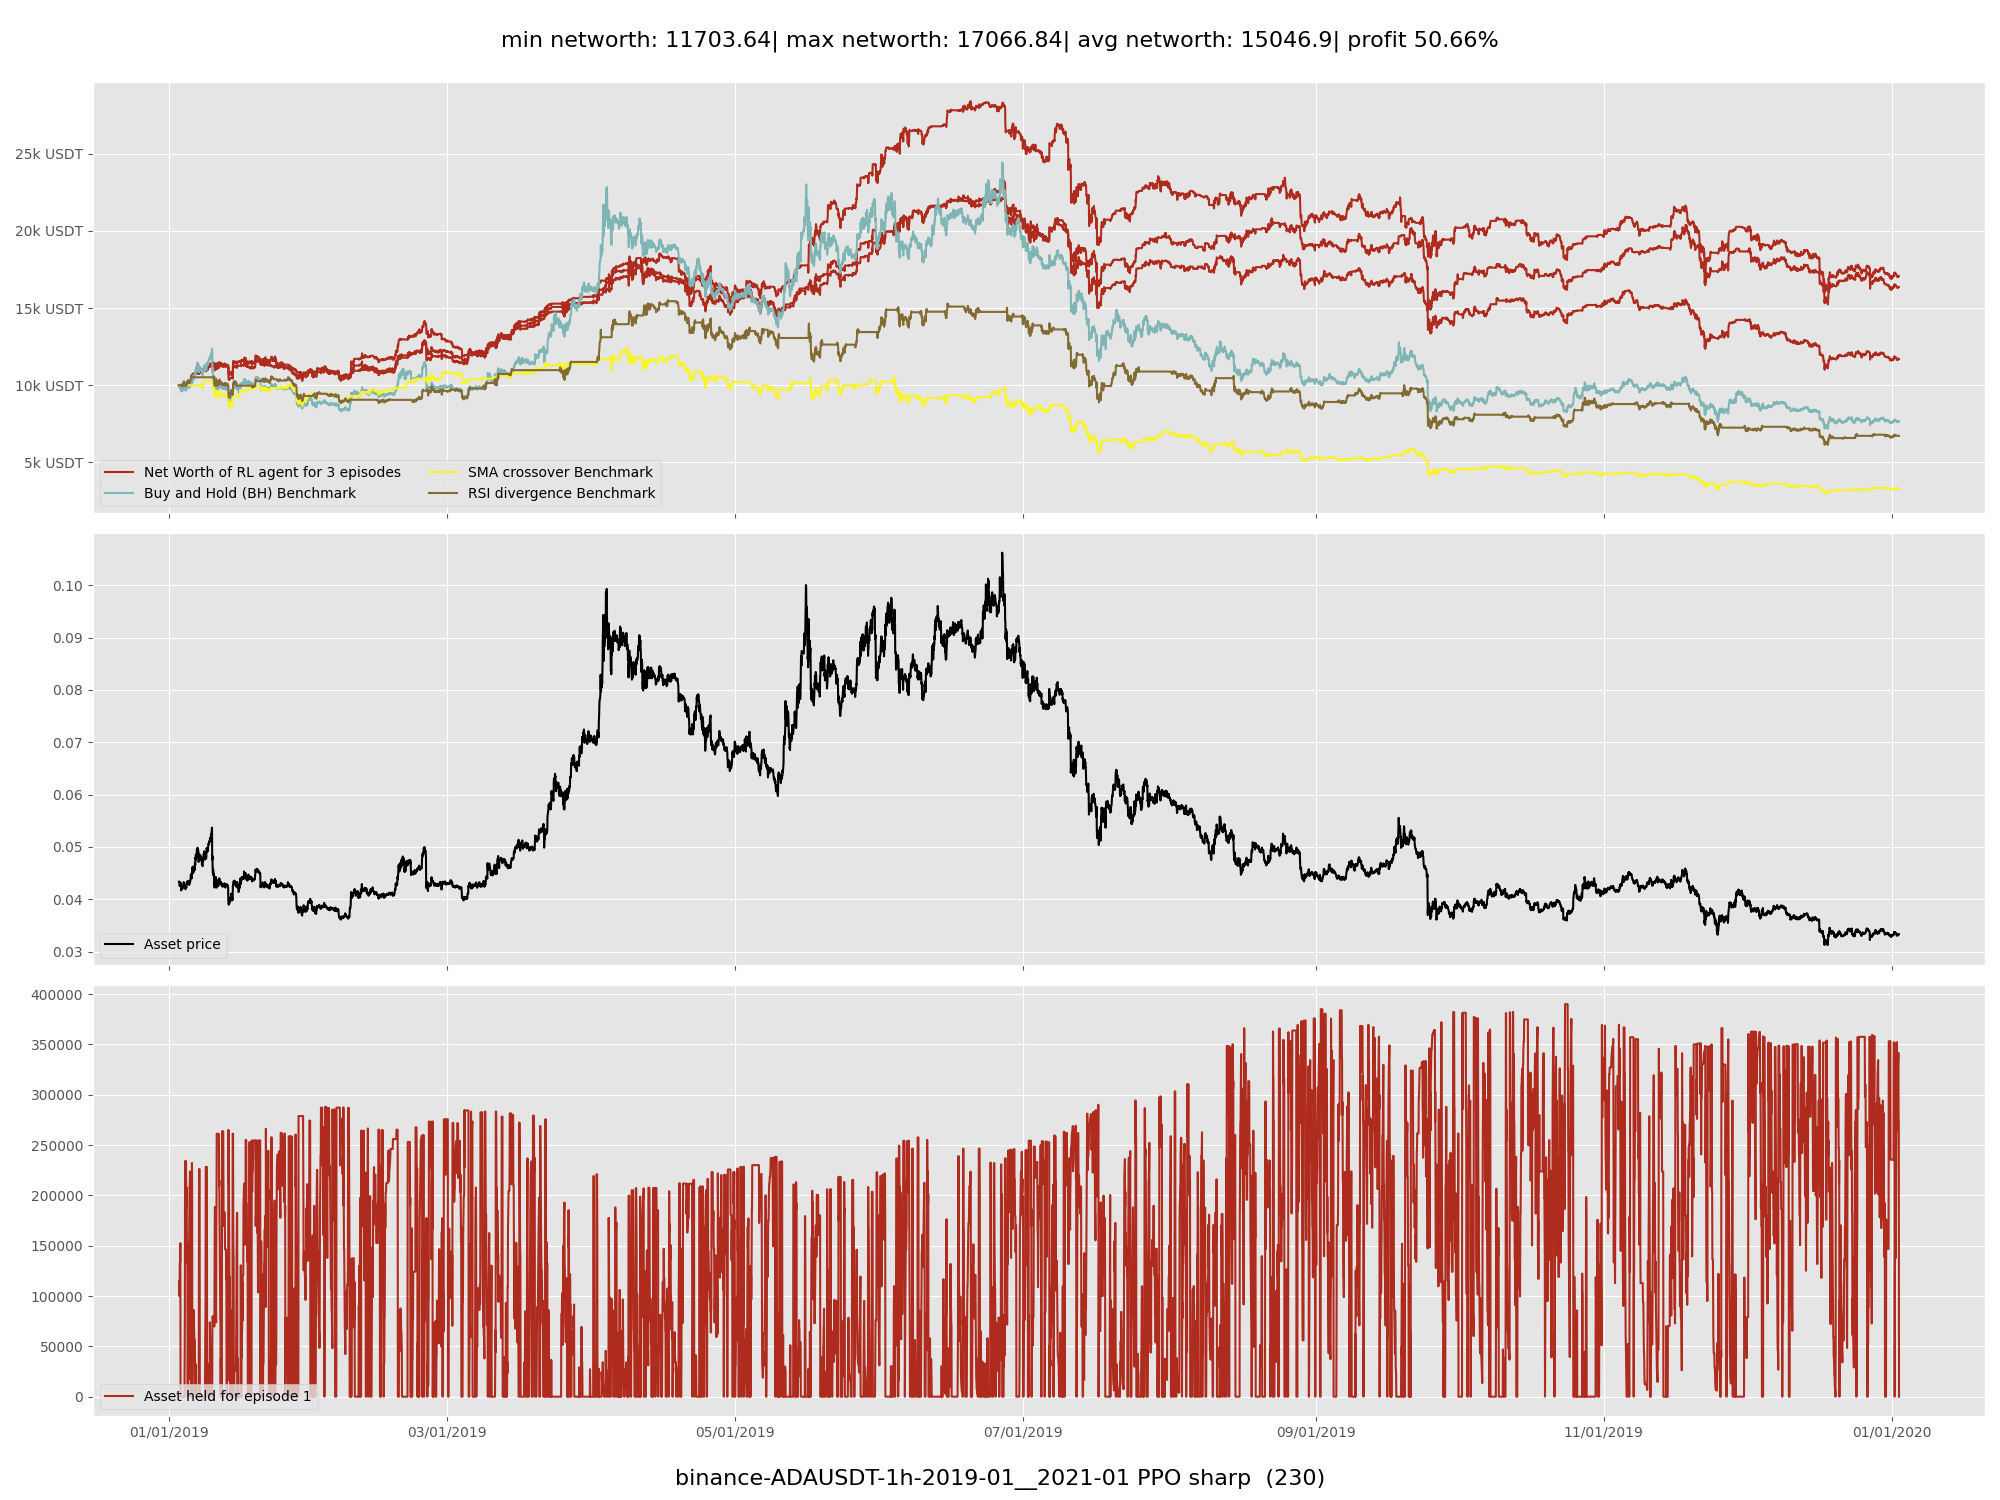 min networth: 11703.64| max networth: 17066.84| avg networth: 15046.9| profit 50.66%
25k USDT
20k USDT
15k USDT
10k USDT
5k USDT
Net Worth of RL agent for 3 episodes
Buy and Hold (BH) Benchmark
SMA crossover Benchmark
RSI divergence Benchmark
0.10
0.09
0.08
0.07
0.06
0.05
0.04
0.03
Asset price
400000
350000
300000
250000
200000
150000
100000
50000
0
Asset held for episode 1
01/01/2019
03/01/2019
05/01/2019
07/01/2019
09/01/2019
11/01/2019
01/01/2020
binance-ADAUSDT-1h-2019-01__2021-01 PPO sharp  (230)